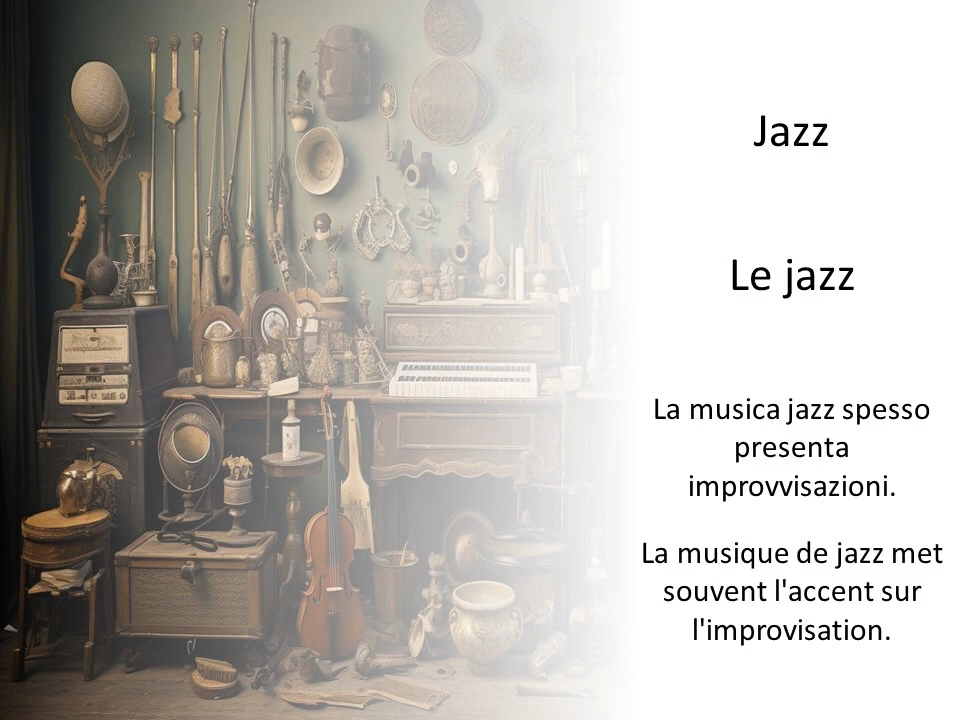 Jazz
Le jazz
La musica jazz spesso
presenta
improvvisazioni.
La musique de jazz met
souvent l'accent sur
l'improvisation.